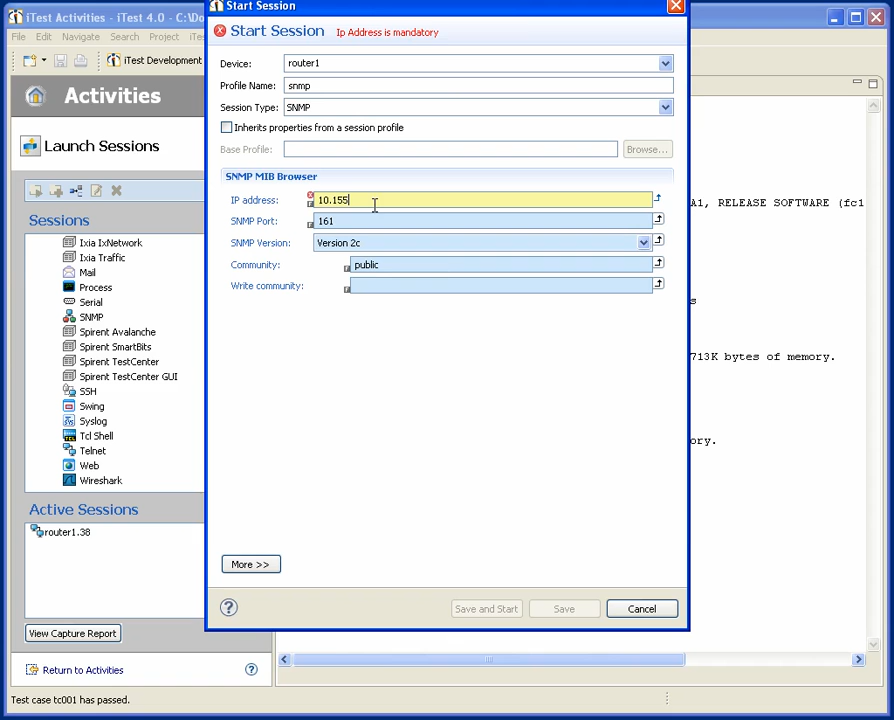 iTest Activities - iTest 4.0 - C:\Do
Start Session
File Edit Navigate Search Project iTes
Start Session
Ip Address is mandatory
iTest Development
Device:
router1
Profile Name:
snmp
Activities
Session Type:
SNMP
Inherits properties from a session profile
Launch Sessions
Base Profile:
Browse...
SNMP MIB Browser
IP address:
10.155
A1, RELEASE SOFTWARE (fc1
Sessions
SNMP Port:
161
SNMP Version:
Version 2c
Community:
public
Write community:
Ixia IxNetwork
Ixia Traffic
Mail
Process
Serial
SNMP
Spirent Avalanche
Spirent SmartBits
Spirent TestCenter
Spirent TestCenter GUI
SSH
Swing
Syslog
Tcl Shell
Telnet
Web
Wireshark
s
713K bytes of memory.
ory.
Active Sessions
router1.38
More >>
Save and Start
Save
Cancel
View Capture Report
Return to Activities
Test case tc001 has passed.